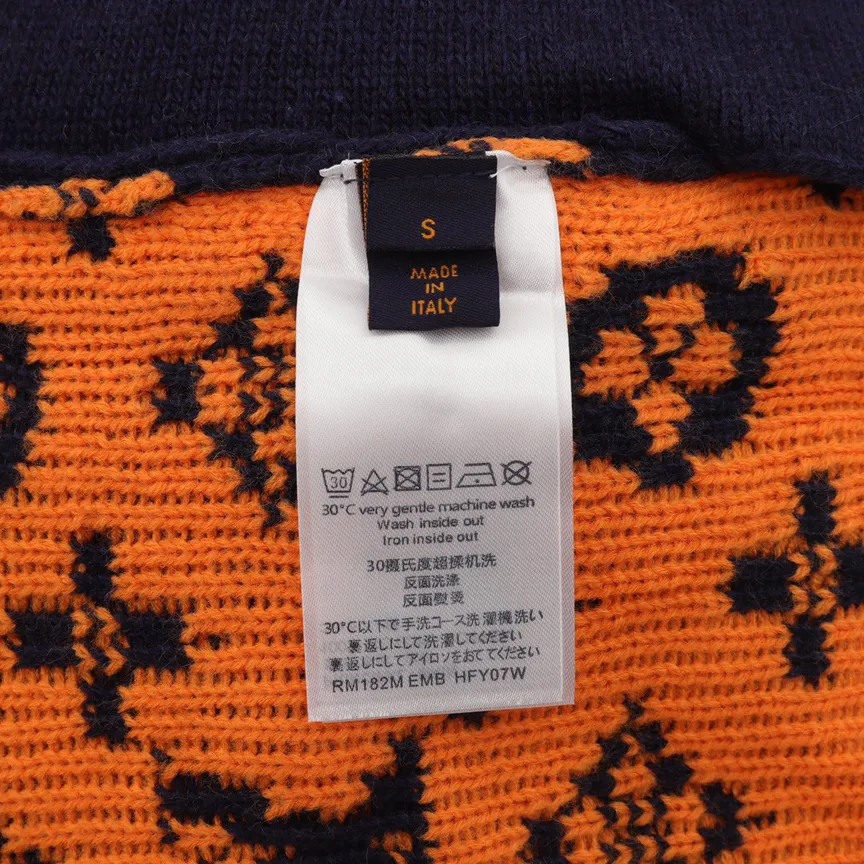 S
MADE
IN
ITALY
30
30°C very gentle machine wash
Wash inside out
Iron inside out
30摄氏度超揉机洗
反面洗涤
反面熨烫
30℃以下で手洗コース洗濯機洗い
裏返しにして洗濯してください
裏返しにしてアイロンをおてください
RM182M EMB HFY07W